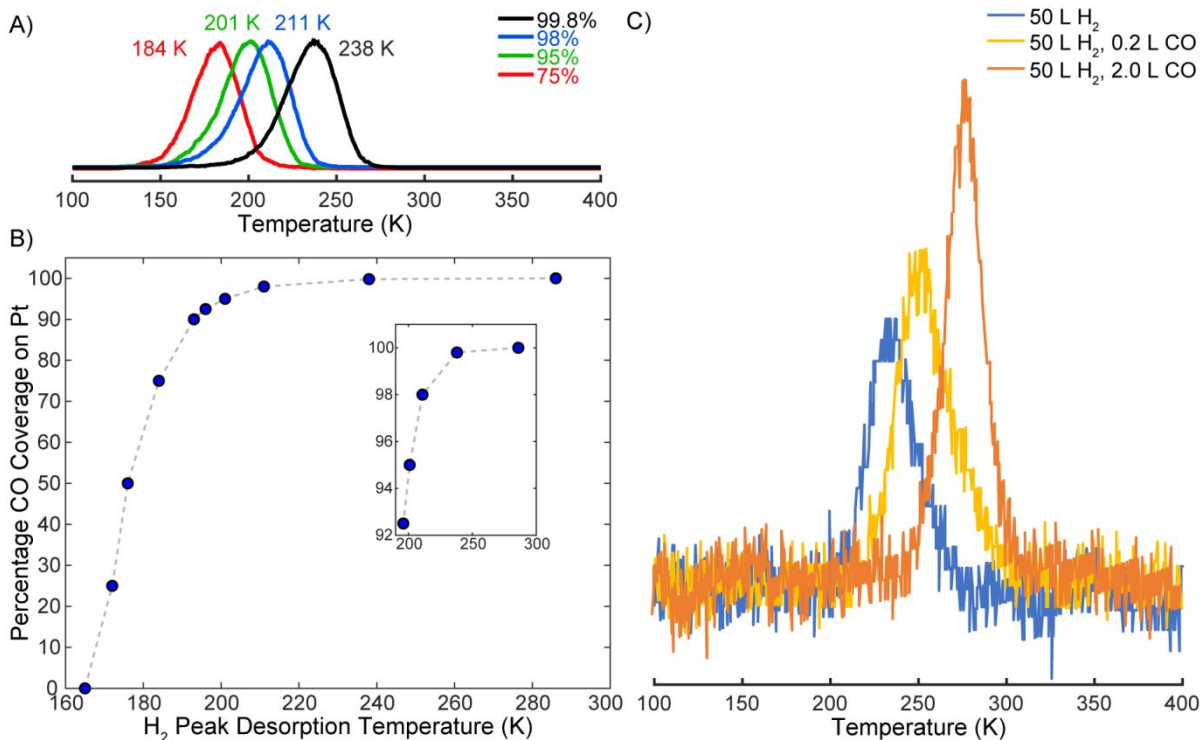 A)
184 K
201 K
211 K
238 K
99.8%
98%
95%
75%
100 150 200 250 300 350 400
Temperature (K)
B)
Percentage CO Coverage on Pt
100
90
80
70
60
50
40
30
20
10
0
160 180 200 220 240 260 280 300
H₂ Peak Desorption Temperature (K)
100
98
96
94
92
200 250 300
C)
50 L H₂
50 L H₂, 0.2 L CO
50 L H₂, 2.0 L CO
100 150 200 250 300 350 400
Temperature (K)